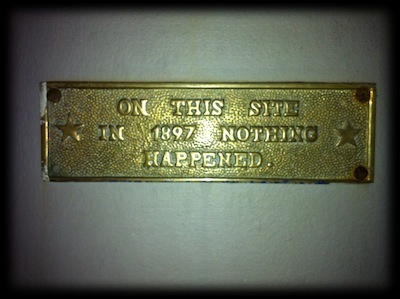 ON THIS SITE
IN 1897 NOTHING
HAPPENED.